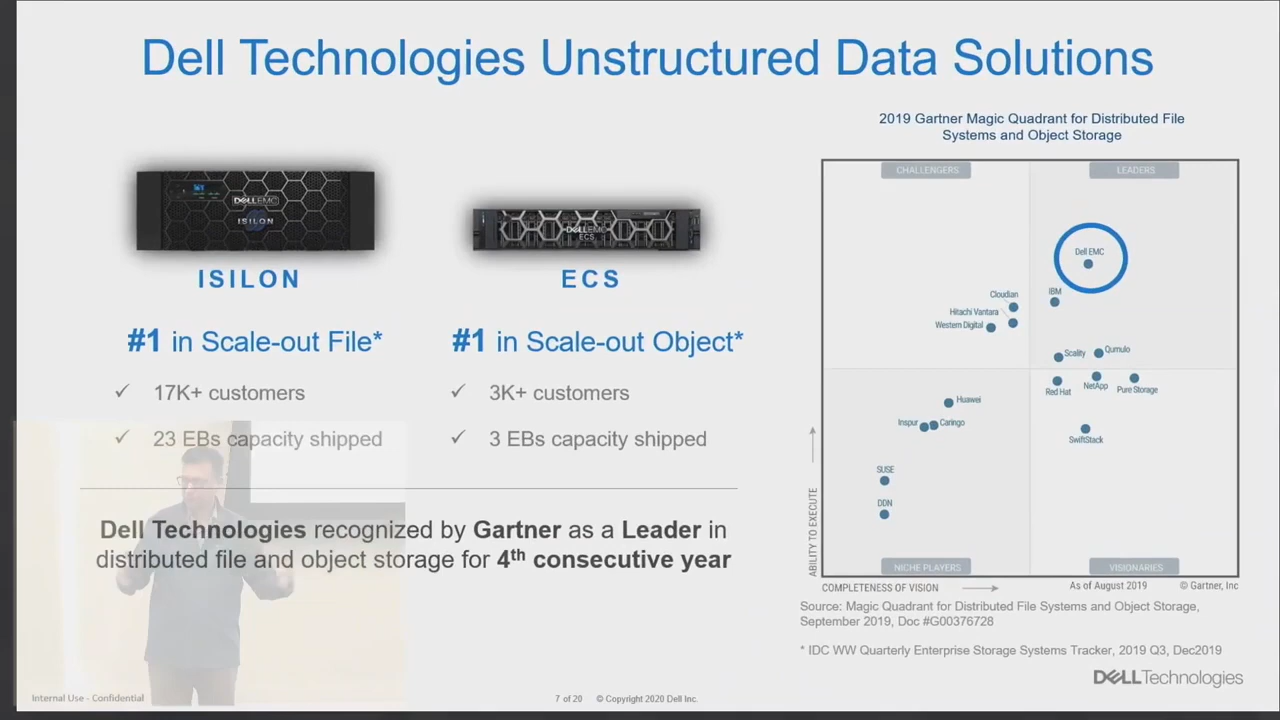 Dell Technologies Unstructured Data Solutions
DELLEMC
ISILON
ISILON
#1 in Scale-out File*
✓ 17K+ customers
✓ 23 EBs capacity shipped
DELLEMC
ECS
ECS
#1 in Scale-out Object*
✓ 3K+ customers
✓ 3 EBs capacity shipped
Dell Technologies recognized by Gartner as a Leader in
distributed file and object storage for 4th consecutive year
2019 Gartner Magic Quadrant for Distributed File
Systems and Object Storage
CHALLENGERS
LEADERS
Dell EMC
IBM
Cloudian
Hitachi Vantara
Western Digital
Scality
Qumulo
Red Hat
NetApp
Pure Storage
Huawei
Inspur
Caringo
SwiftStack
SUSE
DDN
ABILITY TO EXECUTE
NICHE PLAYERS
VISIONARIES
COMPLETENESS OF VISION
As of August 2019
© Gartner, Inc
Source: Magic Quadrant for Distributed File Systems and Object Storage,
September 2019, Doc #G00376728
* IDC WW Quarterly Enterprise Storage Systems Tracker, 2019 Q3, Dec2019
DELLTechnologies
Internal Use - Confidential
7 of 20
© Copyright 2020 Dell Inc.